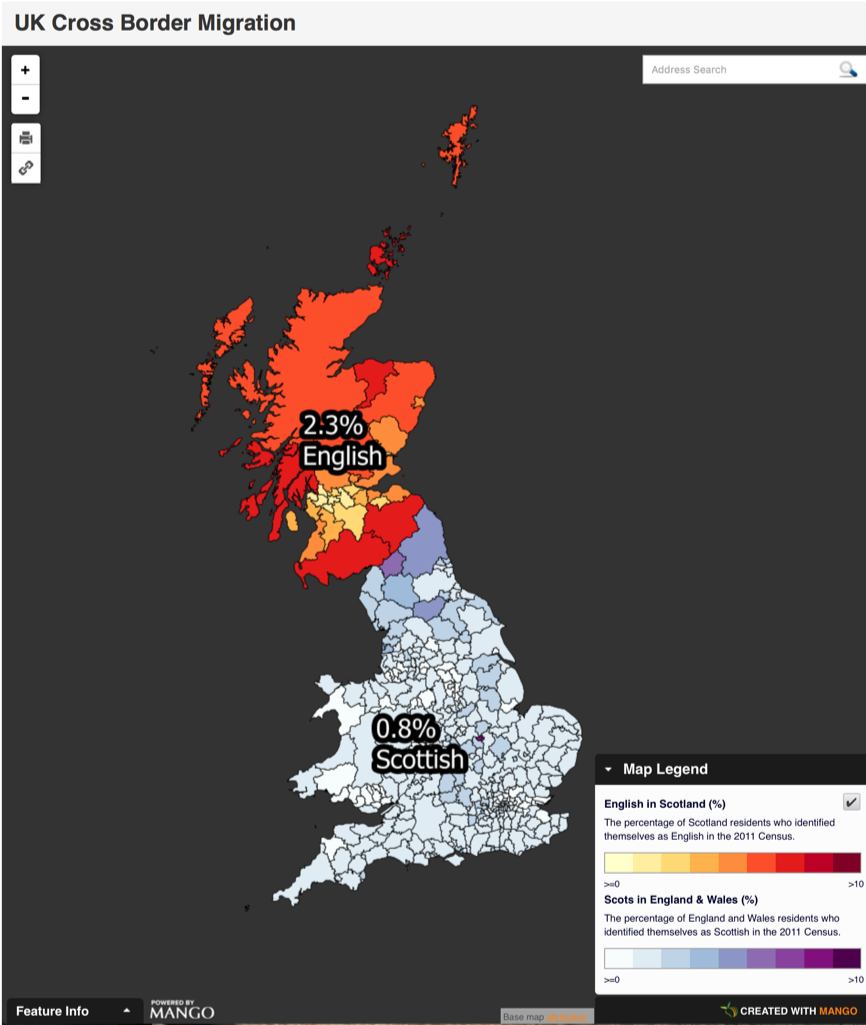 UK Cross Border Migration
+
-
Address Search
2.3%
English
0.8%
Scottish
Map Legend
English in Scotland (%)
The percentage of Scotland residents who identified
themselves as English in the 2011 Census.
>=0 >10
Scots in England & Wales (%)
The percentage of England and Wales residents who
identified themselves as Scottish in the 2011 Census.
>=0 >10
Feature Info
POWERED BY
MANGO
Base map
CREATED WITH MANGO